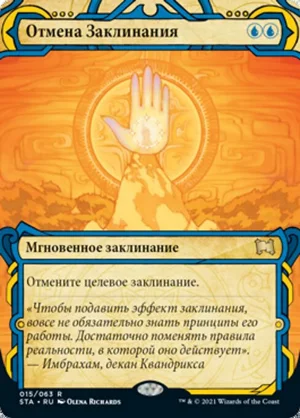 Отмена Заклинания
Мгновенное заклинание
Отмените целевое заклинание.
«Чтобы подавить эффект заклинания,
вовсе не обязательно знать принципы его
работы. Достаточно поменять правила
реальности, в которой оно действует».
— Имбрахам, декан Квандрикса
015/063 R
STA • RU Olena Richards
™ & © 2021 Wizards of the Coast